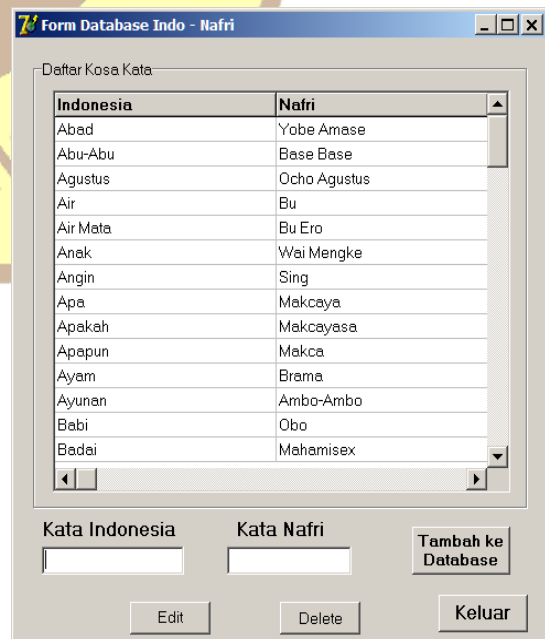 Form Database Indo - Nafri
Daftar Kosa Kata
Indonesia Nafri
Abad Yobe Amase
Abu-Abu Base Base
Agustus Ocho Agustus
Air Bu
Air Mata Bu Ero
Anak Wai Mengke
Angin Sing
Apa Makcaya
Apakah Makcayasa
Apapun Makca
Ayam Brama
Ayunan Ambo-Ambo
Babi Obo
Badai Mahamisex
Kata Indonesia Kata Nafri
Tambah ke
Database
Edit Delete Keluar